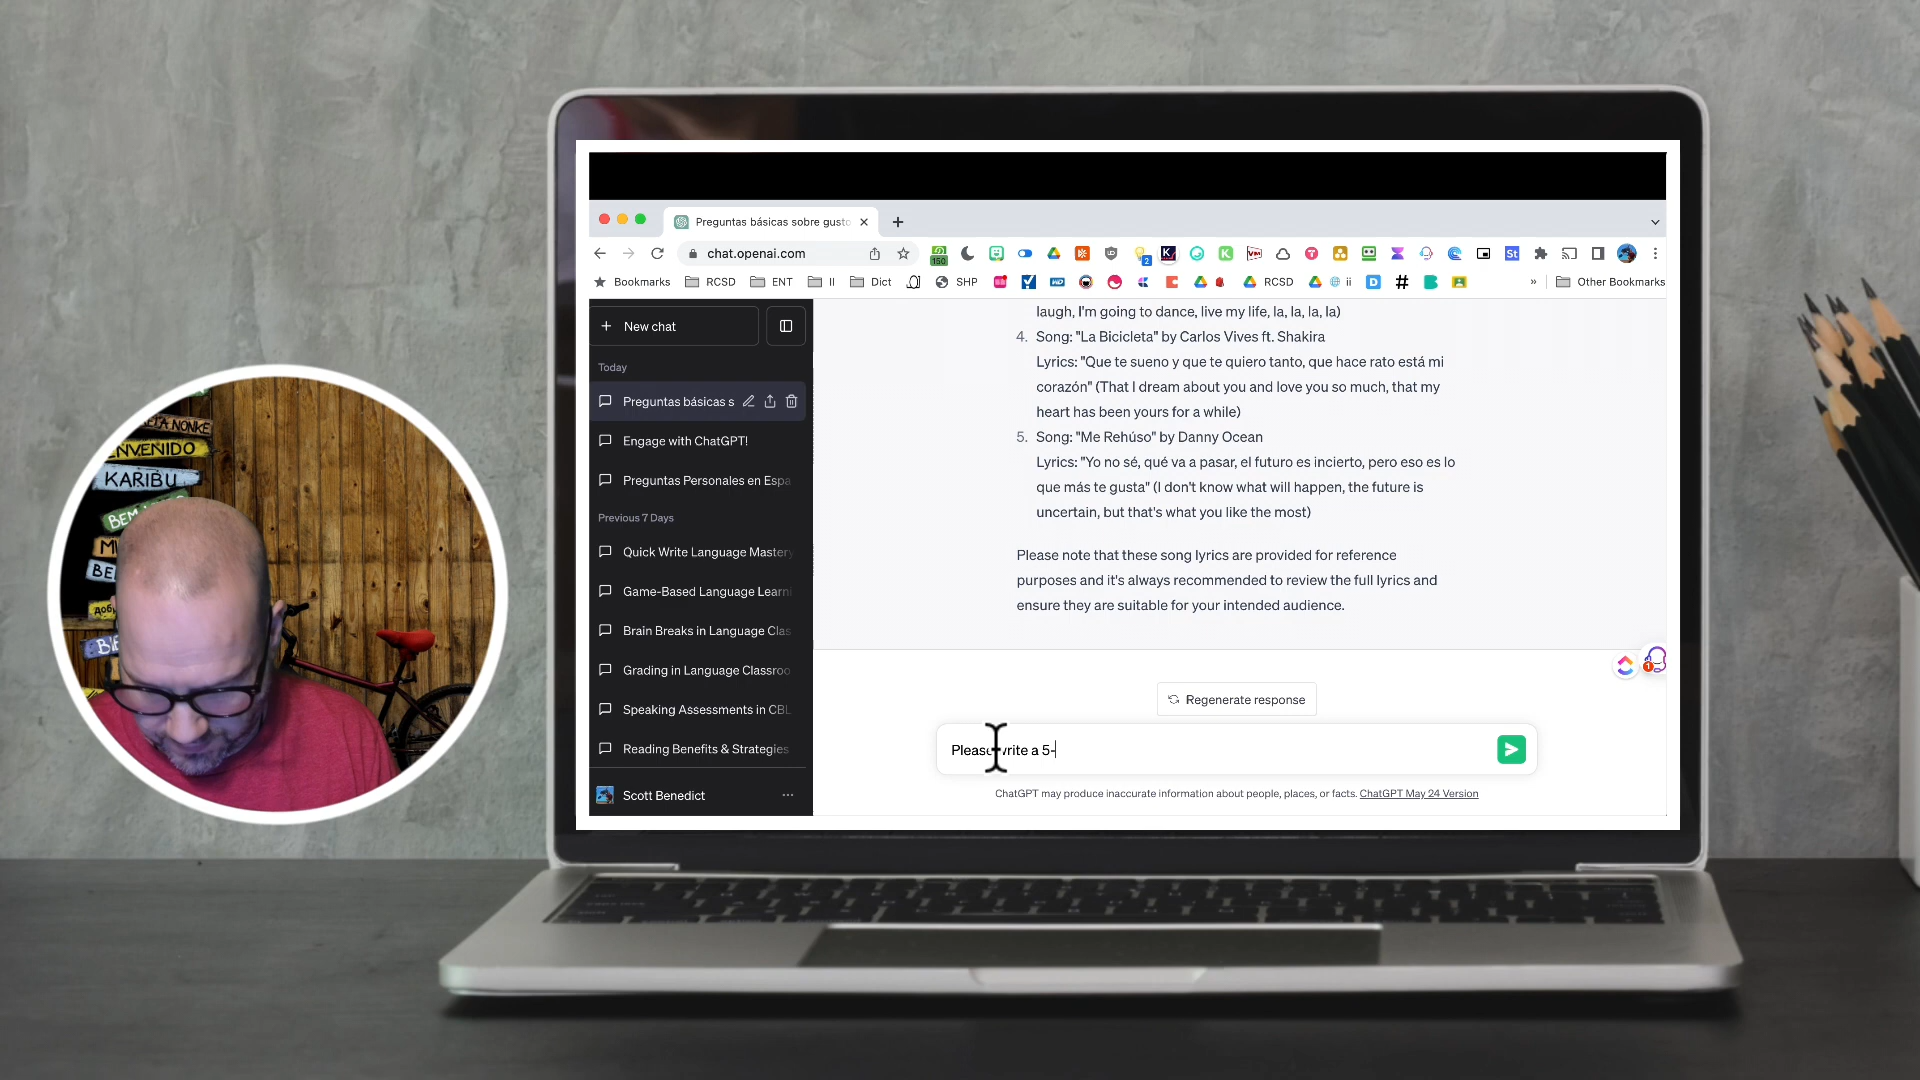 Preguntas básicas sobre gusto
chat.openai.com
150
2
St
Bookmarks
RCSD
ENT
II
Dict
SHP
RCSD
ii
#
»
Other Bookmarks
New chat
Today
Preguntas básicas s
Engage with ChatGPT!
Preguntas Personales en Espa
Previous 7 Days
Quick Write Language Mastery
Game-Based Language Learni
Brain Breaks in Language Clas
Grading in Language Classroo
Speaking Assessments in CBL
Reading Benefits & Strategies
Scott Benedict
laugh, I'm going to dance, live my life, la, la, la, la)
4. Song: "La Bicicleta" by Carlos Vives ft. Shakira
Lyrics: "Que te sueno y que te quiero tanto, que hace rato está mi
corazón" (That I dream about you and love you so much, that my
heart has been yours for a while)
5. Song: "Me Rehúso" by Danny Ocean
Lyrics: "Yo no sé, qué va a pasar, el futuro es incierto, pero eso es lo
que más te gusta" (I don't know what will happen, the future is
uncertain, but that's what you like the most)
Please note that these song lyrics are provided for reference
purposes and it's always recommended to review the full lyrics and
ensure they are suitable for your intended audience.
1
Regenerate response
Please write a 5-
ChatGPT may produce inaccurate information about people, places, or facts. ChatGPT May 24 Version
KARIBU